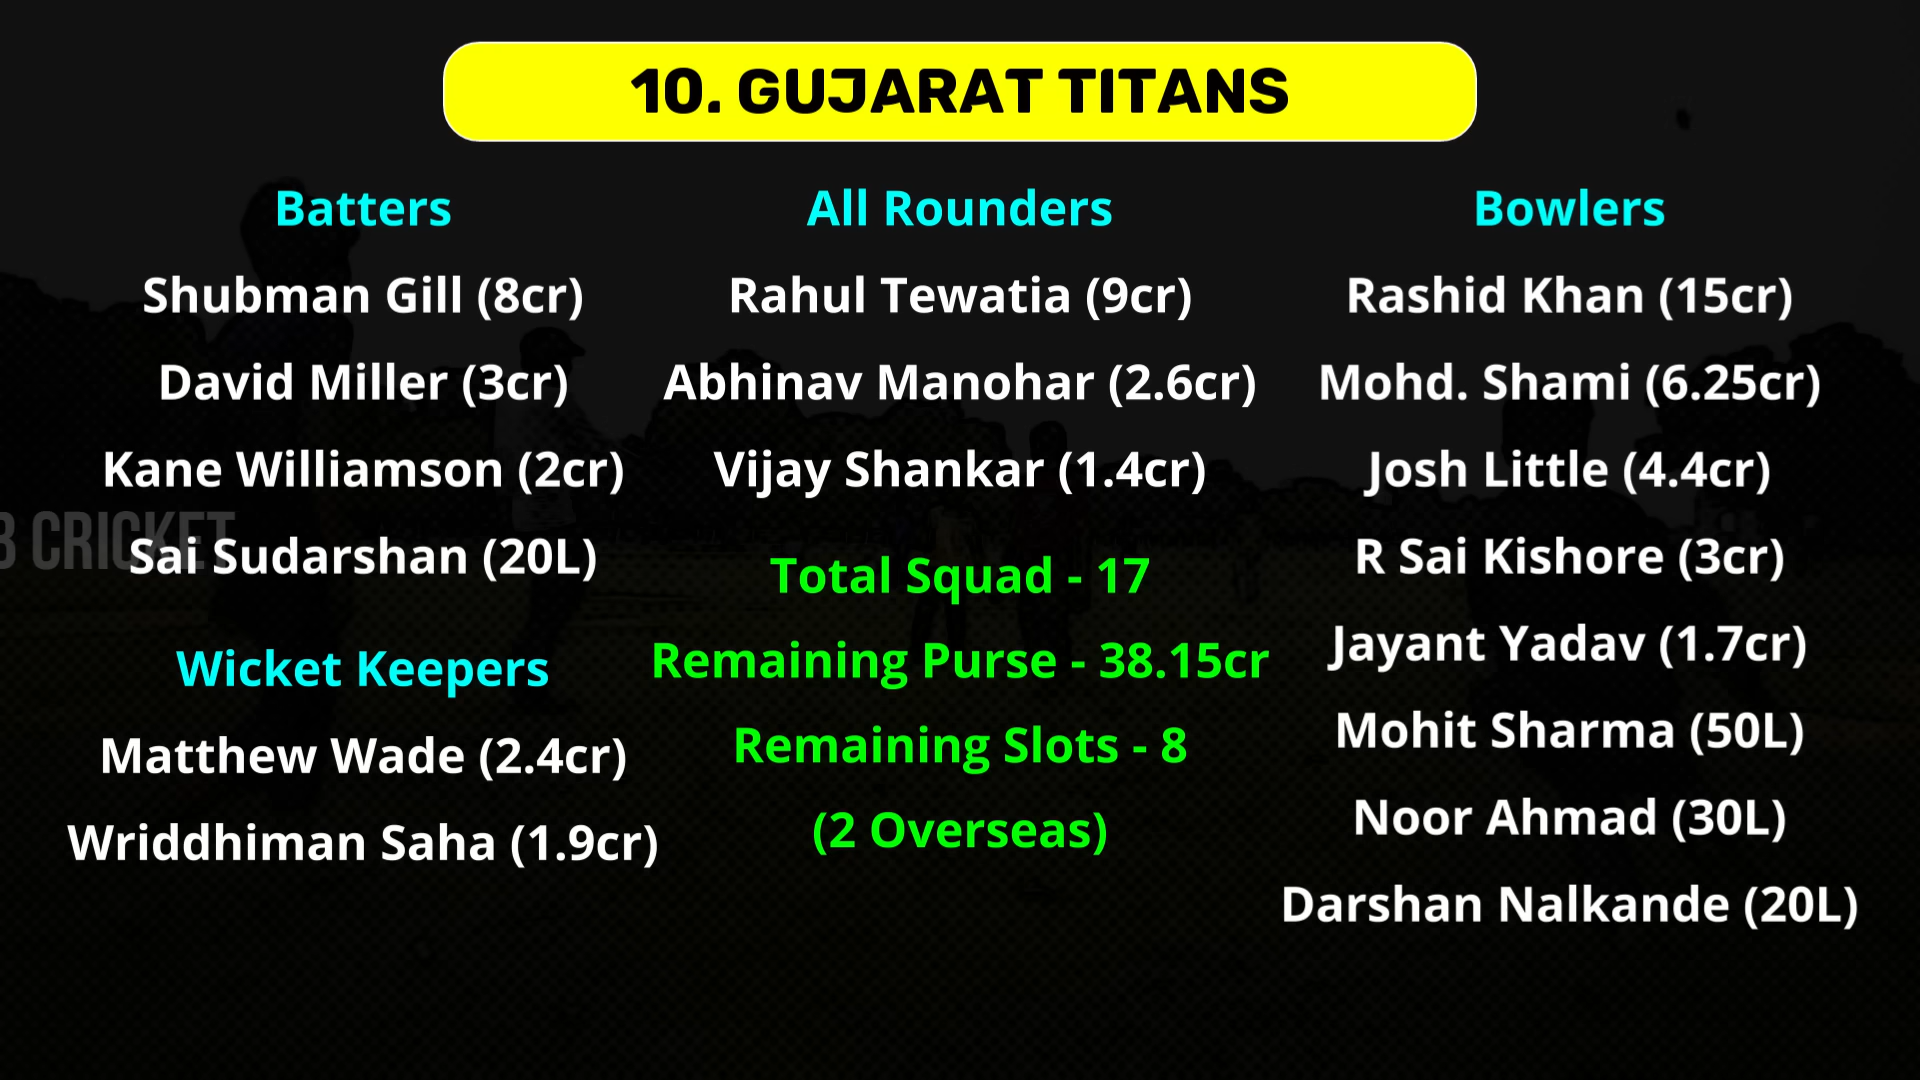 10. GUJARAT TITANS
Batters
Shubman Gill (8cr)
David Miller (3cr)
Kane Williamson (2cr)
Sai Sudarshan (20L)
Wicket Keepers
Matthew Wade (2.4cr)
Wriddhiman Saha (1.9cr)
All Rounders
Rahul Tewatia (9cr)
Abhinav Manohar (2.6cr)
Vijay Shankar (1.4cr)
Total Squad - 17
Remaining Purse - 38.15cr
Remaining Slots - 8
(2 Overseas)
Bowlers
Rashid Khan (15cr)
Mohd. Shami (6.25cr)
Josh Little (4.4cr)
R Sai Kishore (3cr)
Jayant Yadav (1.7cr)
Mohit Sharma (50L)
Noor Ahmad (30L)
Darshan Nalkande (20L)
CRICKET